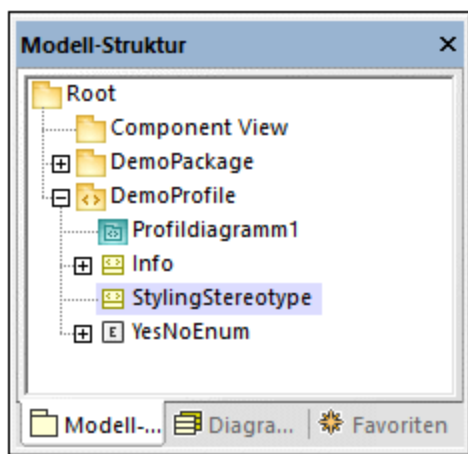 Modell-Struktur
Root
Component View
DemoPackage
DemoProfile
Profildiagramm1
Info
StylingStereotype
E YesNoEnum
Modell-... Diagra... Favoriten